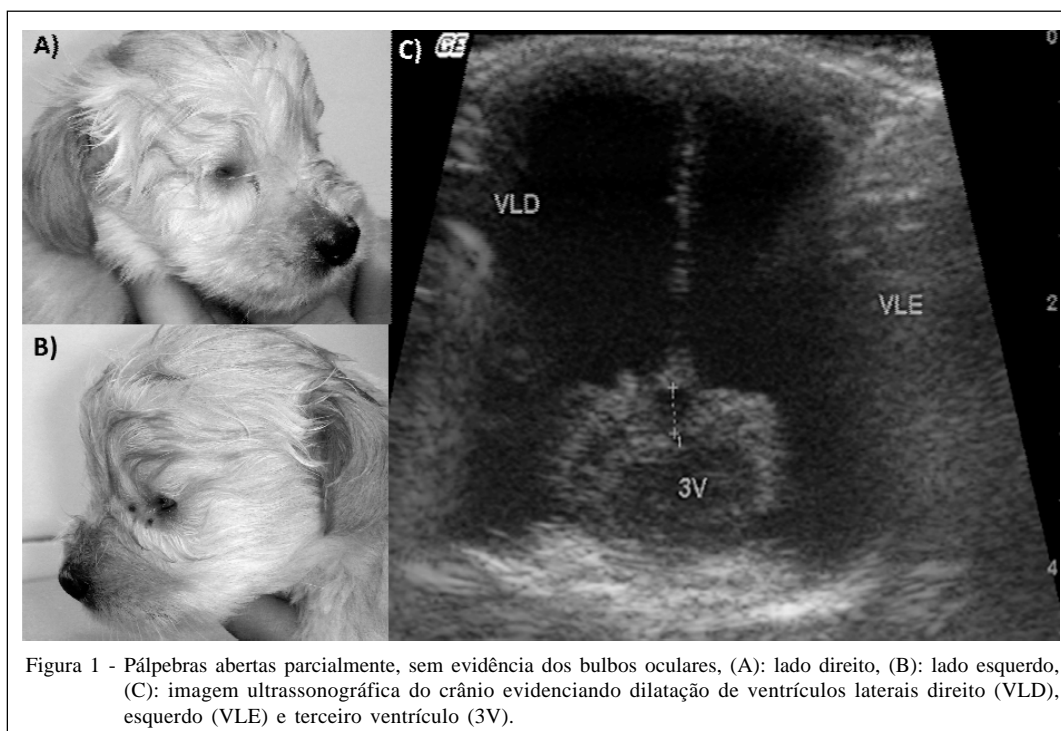 A)
C) GE
0
VLD
2
VLE
B)
3V
4
Figura 1 - Pálpebras abertas parcialmente, sem evidência dos bulbos oculares, (A): lado direito, (B): lado esquerdo,
(C): imagem ultrassonográfica do crânio evidenciando dilatação de ventrículos laterais direito (VLD),
esquerdo (VLE) e terceiro ventrículo (3V).